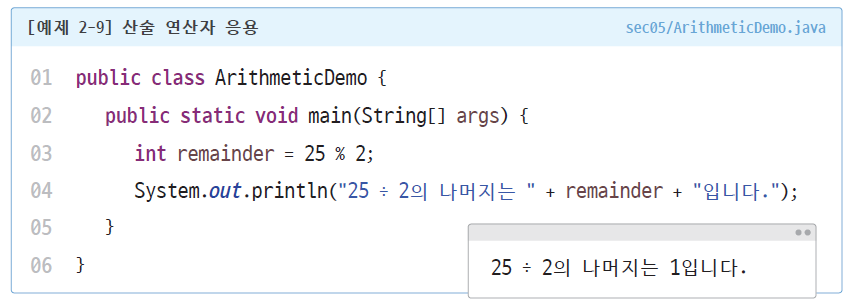 [예제 2-9] 산술 연산자 응용 sec05/ArithmeticDemo.java
01 public class ArithmeticDemo {
02 public static void main(String[] args) {
03 int remainder = 25 % 2;
04 System.out.println("25 ÷ 2의 나머지는 " + remainder + "입니다.");
05 }
06 }
25 ÷ 2의 나머지는 1입니다.